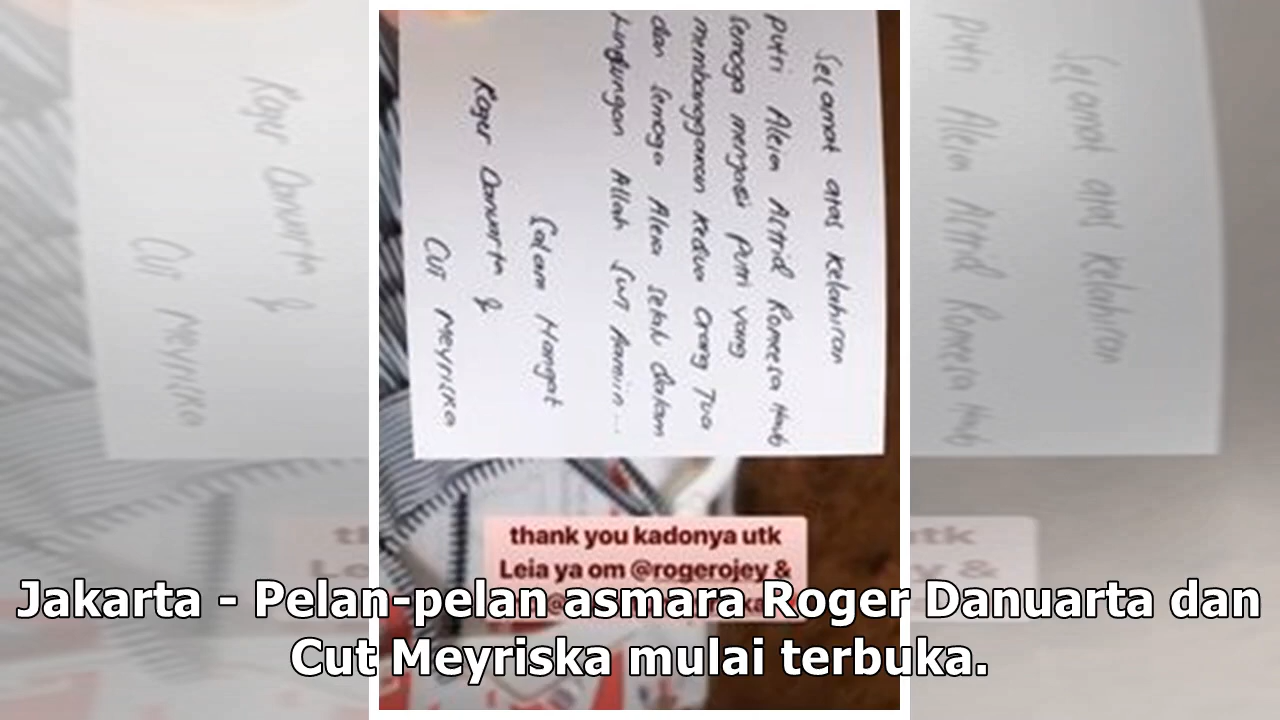 Selamat atas kelahiran
putri Aleia Astrid Romeesa Hab
Semoga menjadi putri yang
membanggakan kedua orang Tua
dan semoga Aleia selalu dalam
Lindungan Allah SWT Aamiin...
Salam Hangat
Roger Danuarta &
Cut Meyriska
thank you kadonya utk
Leia ya om @rogerojey &
Jakarta - Pelan-pelan asmara Roger Danuarta dan
Cut Meyriska mulai terbuka.